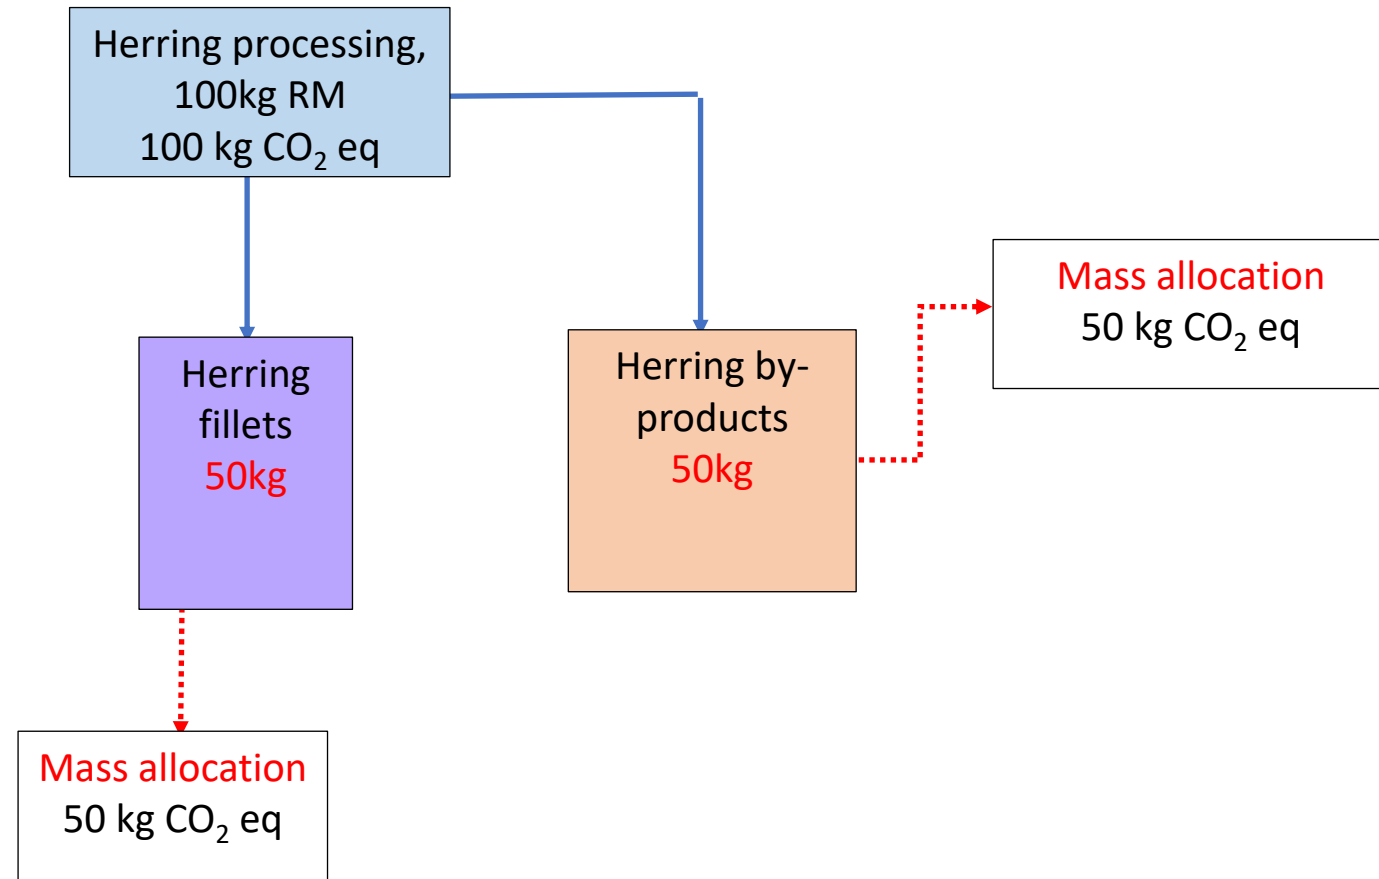 Herring processing,
100kg RM
100 kg CO₂ eq
Mass allocation
50 kg CO₂ eq
Herring
fillets
50kg
Herring by-
products
50kg
Mass allocation
50 kg CO₂ eq